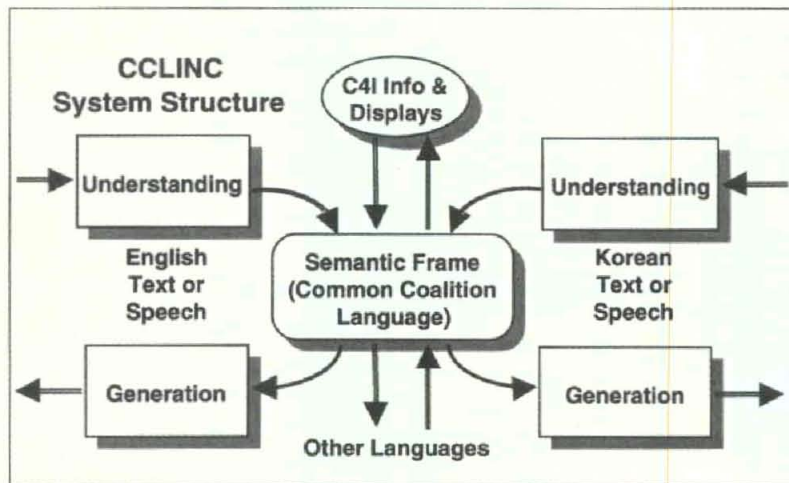 CCLINC
System Structure
C4I Info &
Displays
Understanding
Understanding
English
Text or
Speech
Semantic Frame
(Common Coalition
Language)
Korean
Text or
Speech
Generation
Generation
Other Languages